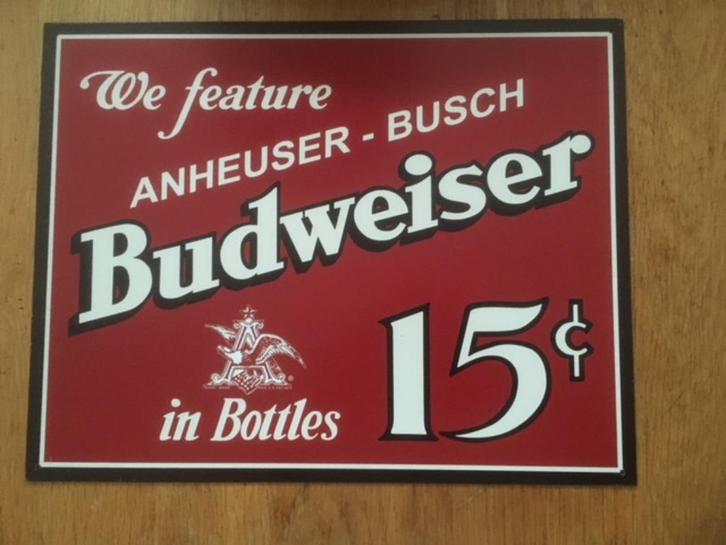 We feature
ANHEUSER - BUSCH
Budweiser
15¢
in Bottles